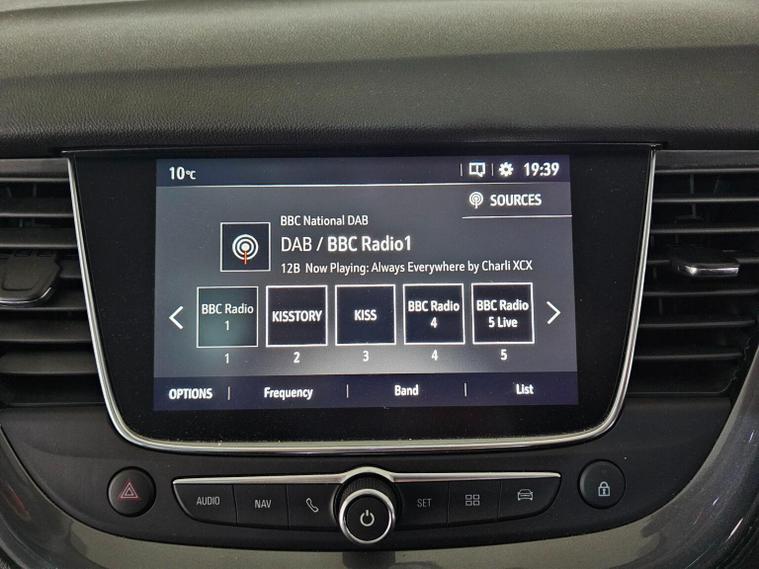 10°C
19:39
SOURCES
BBC National DAB
DAB / BBC Radio1
12B Now Playing: Always Everywhere by Charli XCX
BBC Radio
1
KISSTORY
KISS
BBC Radio
4
BBC Radio
5 Live
1
2
3
4
5
OPTIONS
Frequency
Band
List
AUDIO
NAV
SET